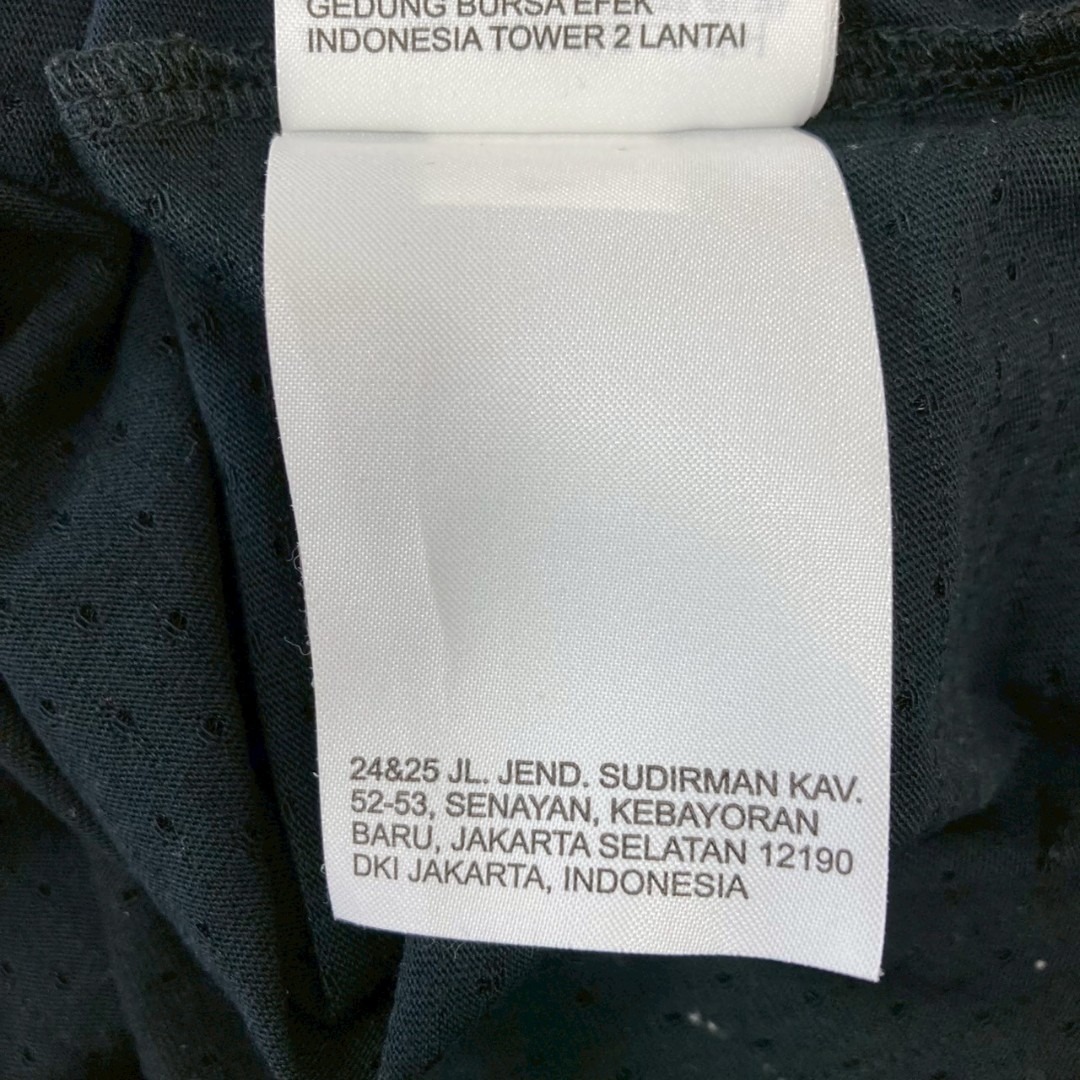 GEDUNG BURSA EFEK
INDONESIA TOWER 2 LANTAI
24&25 JL. JEND. SUDIRMAN KAV.
52-53, SENAYAN, KEBAYORAN
BARU, JAKARTA SELATAN 12190
DKI JAKARTA, INDONESIA